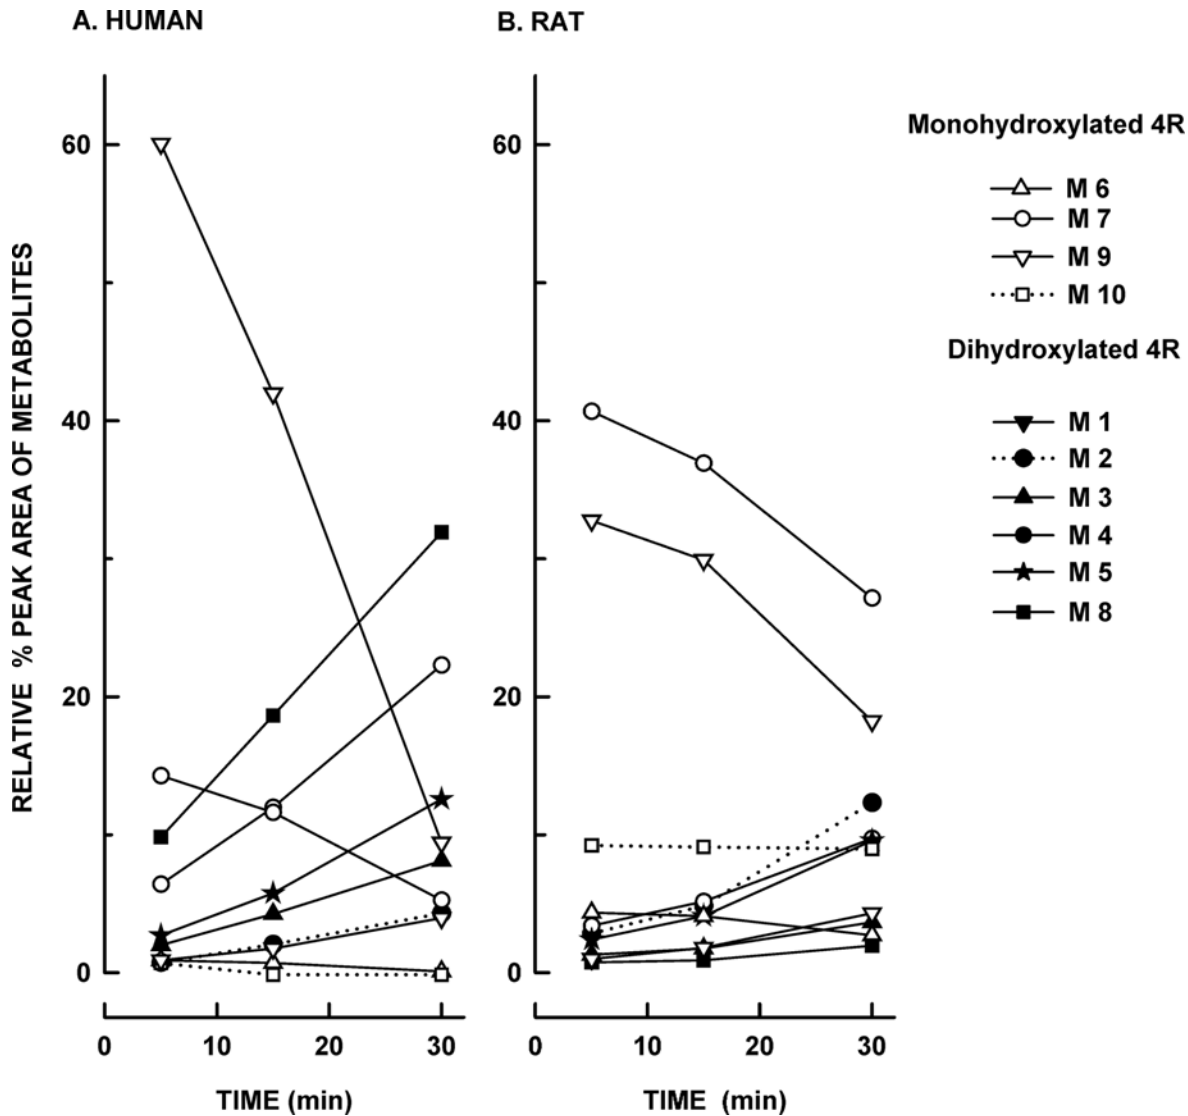 A. HUMAN
B. RAT
RELATIVE % PEAK AREA OF METABOLITES
60
40
20
0
0 10 20 30
TIME (min)
60
40
20
0
0 10 20 30
TIME (min)
Monohydroxylated 4R
M 6
M 7
M 9
M 10
Dihydroxylated 4R
M 1
M 2
M 3
M 4
M 5
M 8